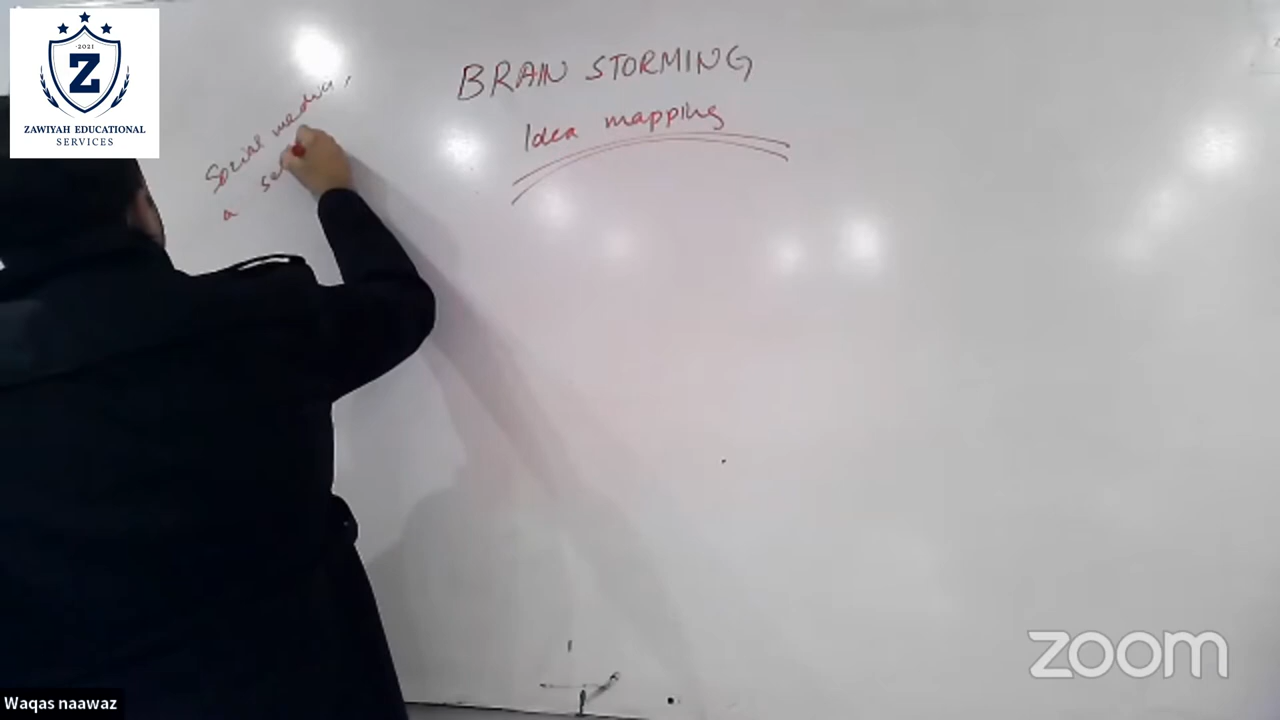 ·2021·
Z
ZAWIYAH EDUCATIONAL
SERVICES
BRAIN STORMING
Idea mapping
Social media,
a
Waqas naawaz
zoom